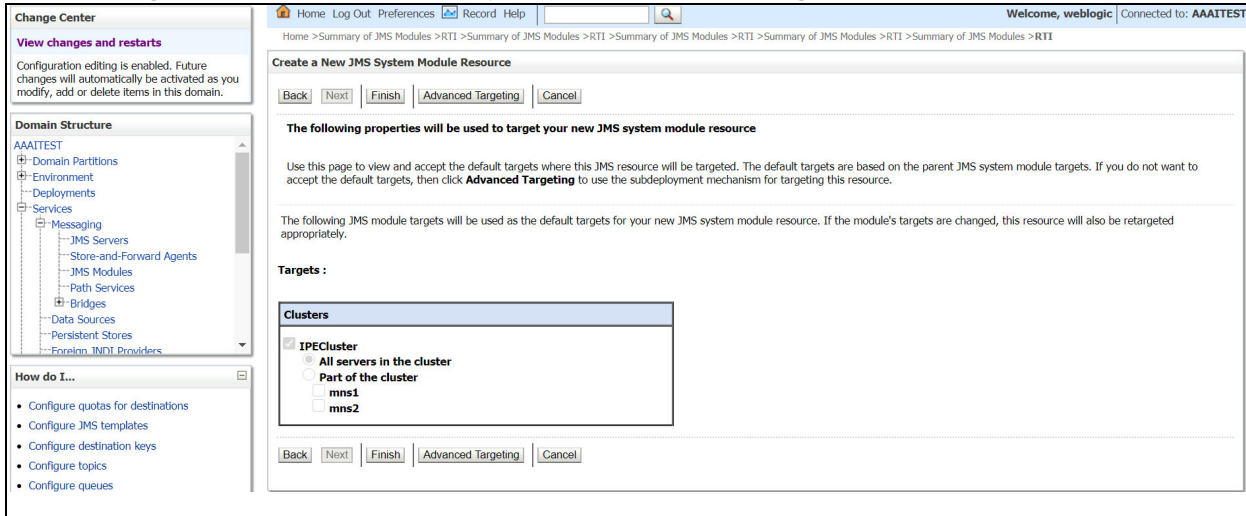 Change Center
View changes and restarts
Configuration editing is enabled. Future
changes will automatically be activated as you
modify, add or delete items in this domain.
Domain Structure
AAAITEST
Domain Partitions
Environment
Deployments
Services
Messaging
JMS Servers
Store-and-Forward Agents
JMS Modules
Path Services
Bridges
Data Sources
Persistent Stores
Foreign JNDI Providers
How do I...
Configure quotas for destinations
Configure JMS templates
Configure destination keys
Configure topics
Configure queues
Home Log Out Preferences Record Help
Welcome, weblogic Connected to: AAAITEST
Home >Summary of JMS Modules >RTI >Summary of JMS Modules >RTI >Summary of JMS Modules >RTI >Summary of JMS Modules >RTI >Summary of JMS Modules >RTI
Create a New JMS System Module Resource
Back Next Finish Advanced Targeting Cancel
The following properties will be used to target your new JMS system module resource
Use this page to view and accept the default targets where this JMS resource will be targeted. The default targets are based on the parent JMS system module targets. If you do not want to
accept the default targets, then click Advanced Targeting to use the subdeployment mechanism for targeting this resource.
The following JMS module targets will be used as the default targets for your new JMS system module resource. If the module's targets are changed, this resource will also be retargeted
appropriately.
Targets :
Clusters
IPECluster
All servers in the cluster
Part of the cluster
mns1
mns2
Back Next Finish Advanced Targeting Cancel